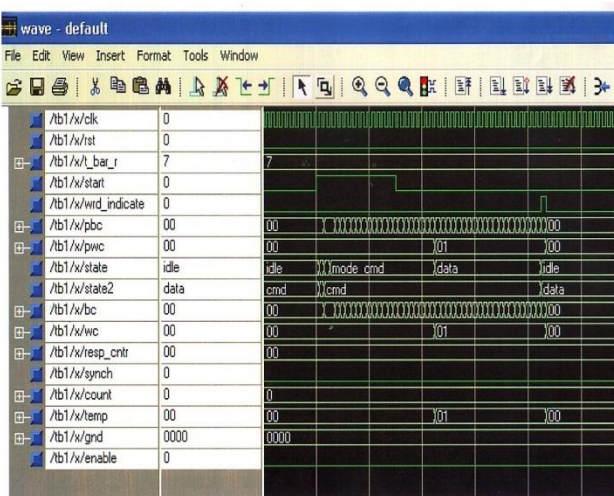 wave - default
File Edit View Insert Format Tools Window
/tb1/x/clk 0
/tb1/x/rst 0
/tb1/x/t_bar_r 7 7
/tb1/x/start 0
/tb1/x/wrd_indicate 0
/tb1/x/pbc 00 00 00
/tb1/x/pwc 00 00 01 00
/tb1/x/state idle idle mode cmd data idle
/tb1/x/state2 data cmd cmd data
/tb1/x/bc 00 00 00
/tb1/x/wc 00 00 01 00
/tb1/x/resp_cntr 00 00
/tb1/x/synch 0
/tb1/x/count 0 0
/tb1/x/temp 00 00 01 00
/tb1/x/gnd 0000 0000
/tb1/x/enable 0